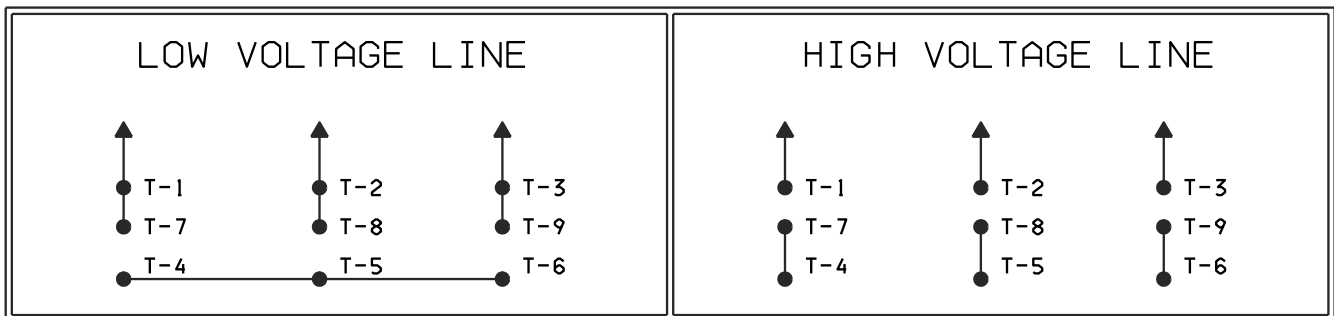 LOW VOLTAGE LINE
T-1 T-2 T-3
T-7 T-8 T-9
T-4 T-5 T-6
HIGH VOLTAGE LINE
T-1 T-2 T-3
T-7 T-8 T-9
T-4 T-5 T-6